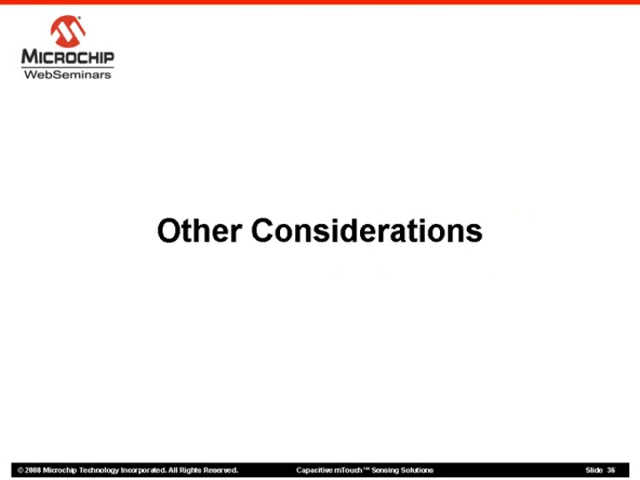 MICROCHIP
WebSeminars
Other Considerations
© 2008 Microchip Technology Incorporated. All Rights Reserved.
Capacitive mTouch™ Sensing Solutions
Slide 36